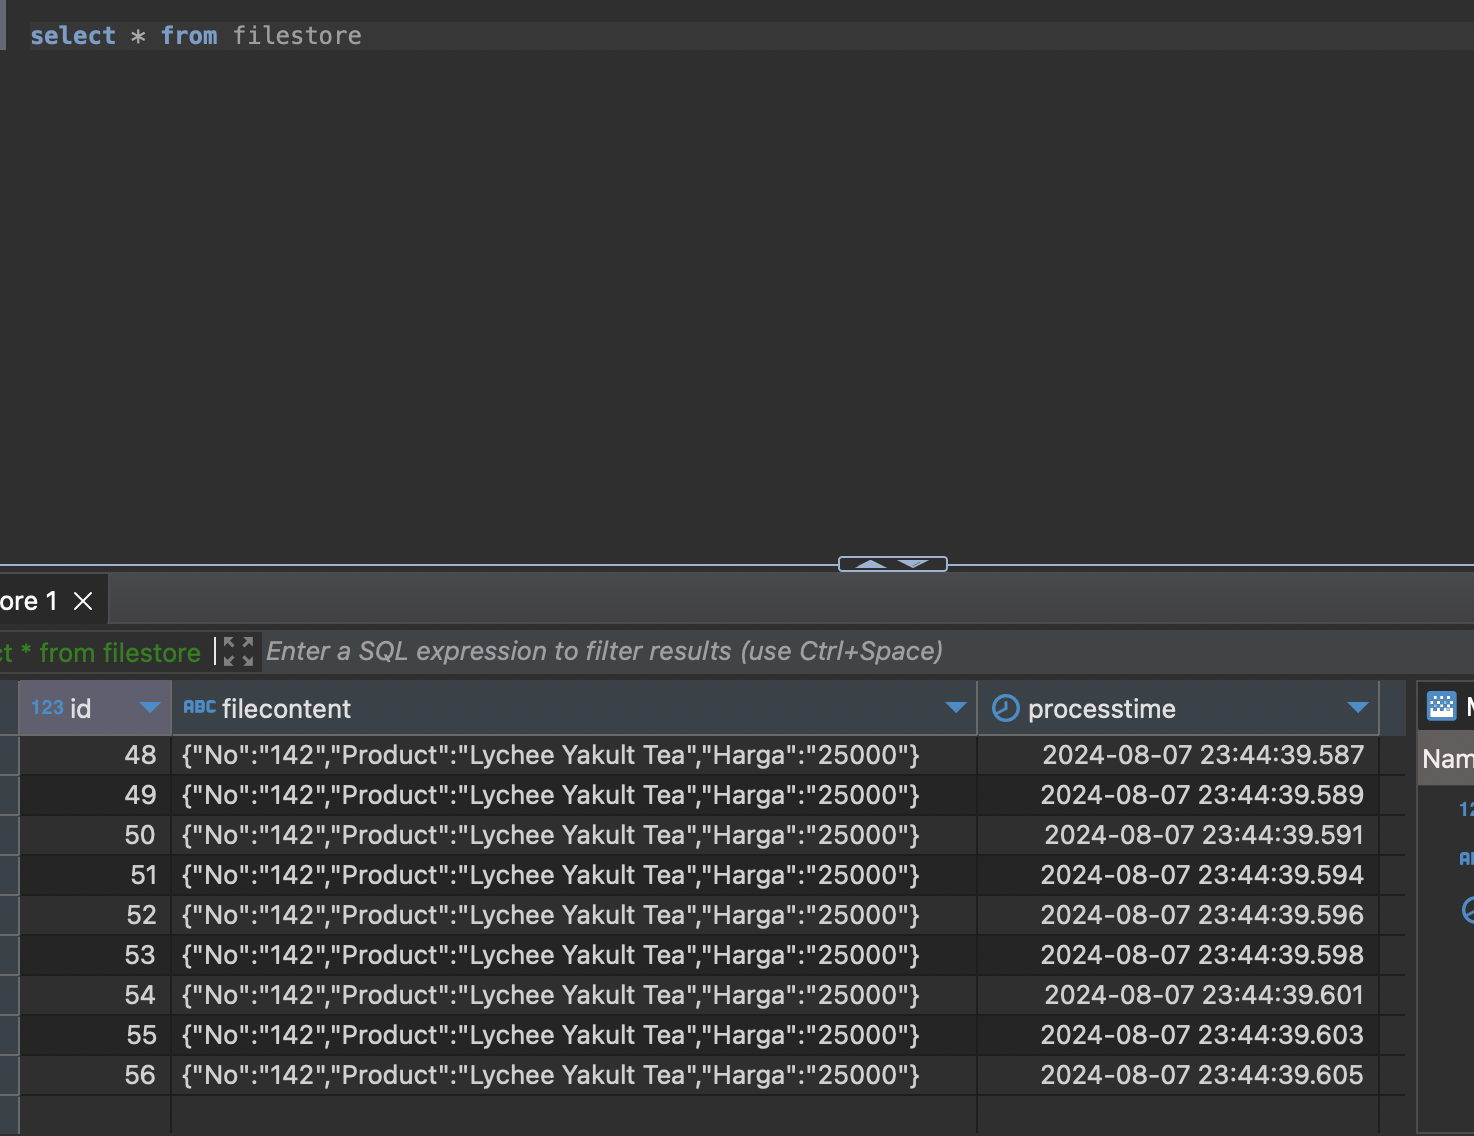 select * from filestore
ore 1
ct * from filestore Enter a SQL expression to filter results (use Ctrl+Space)
123 id ABC filecontent processtime
48 {"No":"142","Product":"Lychee Yakult Tea","Harga":"25000"} 2024-08-07 23:44:39.587
49 {"No":"142","Product":"Lychee Yakult Tea","Harga":"25000"} 2024-08-07 23:44:39.589
50 {"No":"142","Product":"Lychee Yakult Tea","Harga":"25000"} 2024-08-07 23:44:39.591
51 {"No":"142","Product":"Lychee Yakult Tea","Harga":"25000"} 2024-08-07 23:44:39.594
52 {"No":"142","Product":"Lychee Yakult Tea","Harga":"25000"} 2024-08-07 23:44:39.596
53 {"No":"142","Product":"Lychee Yakult Tea","Harga":"25000"} 2024-08-07 23:44:39.598
54 {"No":"142","Product":"Lychee Yakult Tea","Harga":"25000"} 2024-08-07 23:44:39.601
55 {"No":"142","Product":"Lychee Yakult Tea","Harga":"25000"} 2024-08-07 23:44:39.603
56 {"No":"142","Product":"Lychee Yakult Tea","Harga":"25000"} 2024-08-07 23:44:39.605
Nam